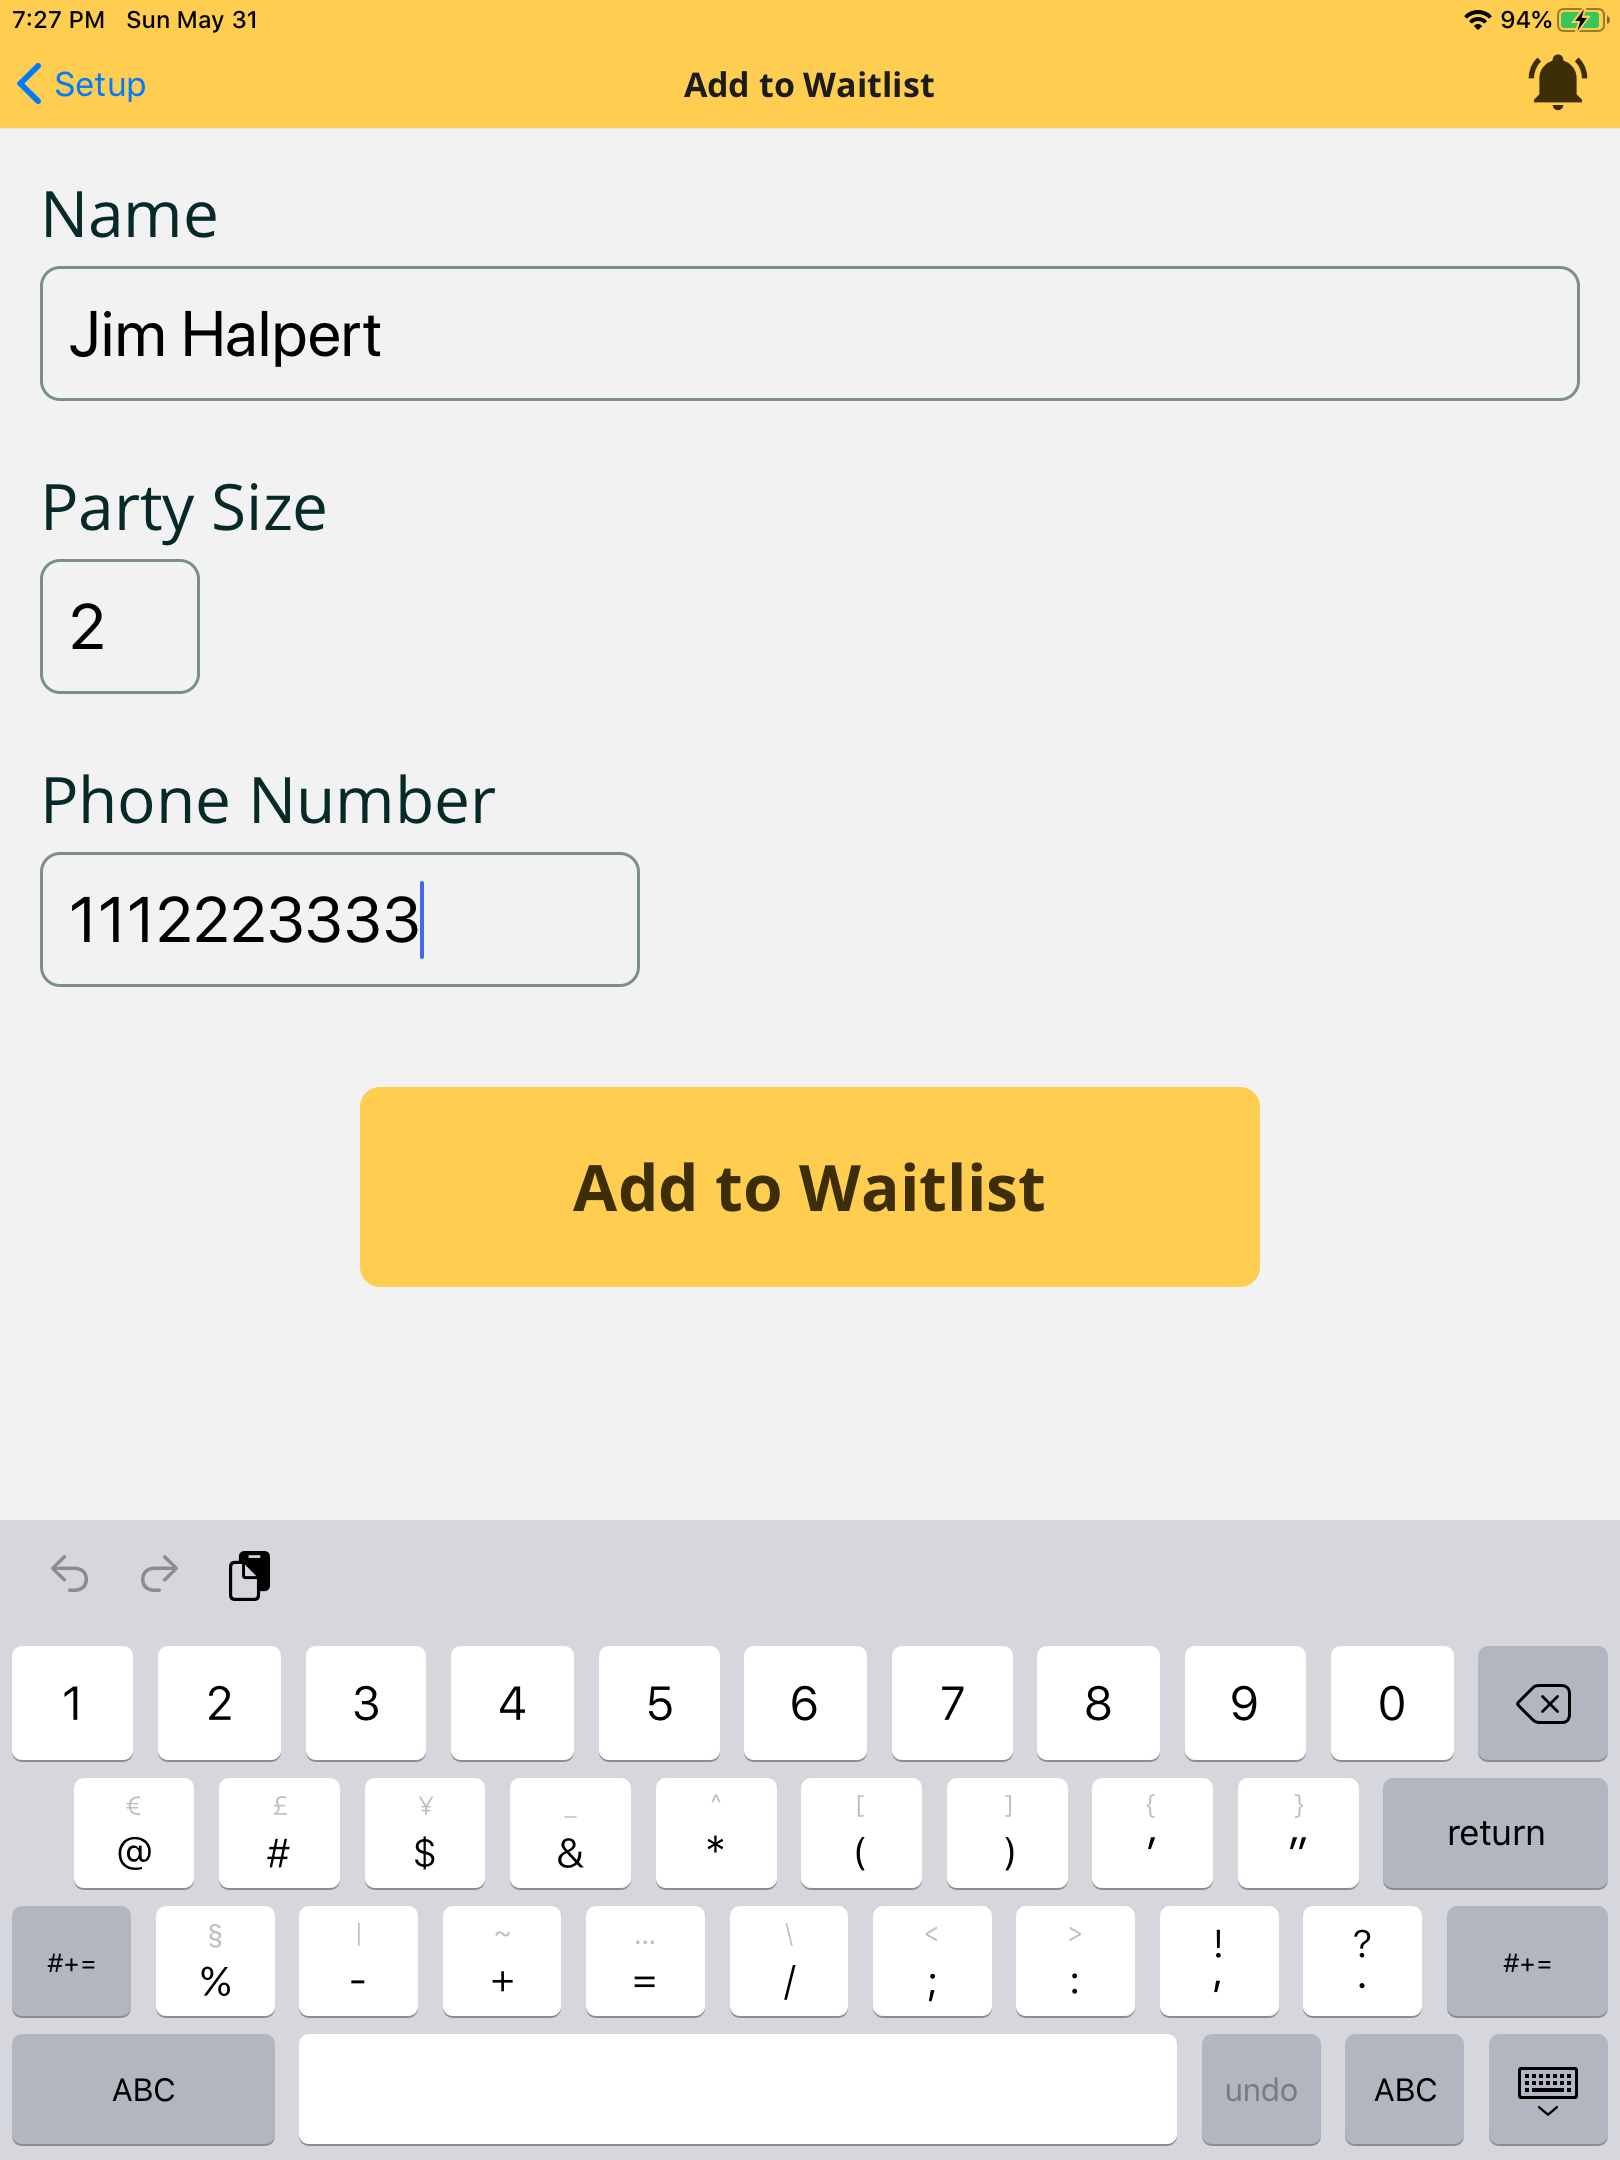 7:27 PM Sun May 31 94%
Setup Add to Waitlist
Name
Jim Halpert
Party Size
2
Phone Number
1112223333
Add to Waitlist
1 2 3 4 5 6 7 8 9 0
€ £ ¥ _ ^ [ ] { }
@ # $ & * ( ) ' " return
§ | ~ … \ < > ! ?
#+= % - + = / ; : , . #+=
ABC undo ABC